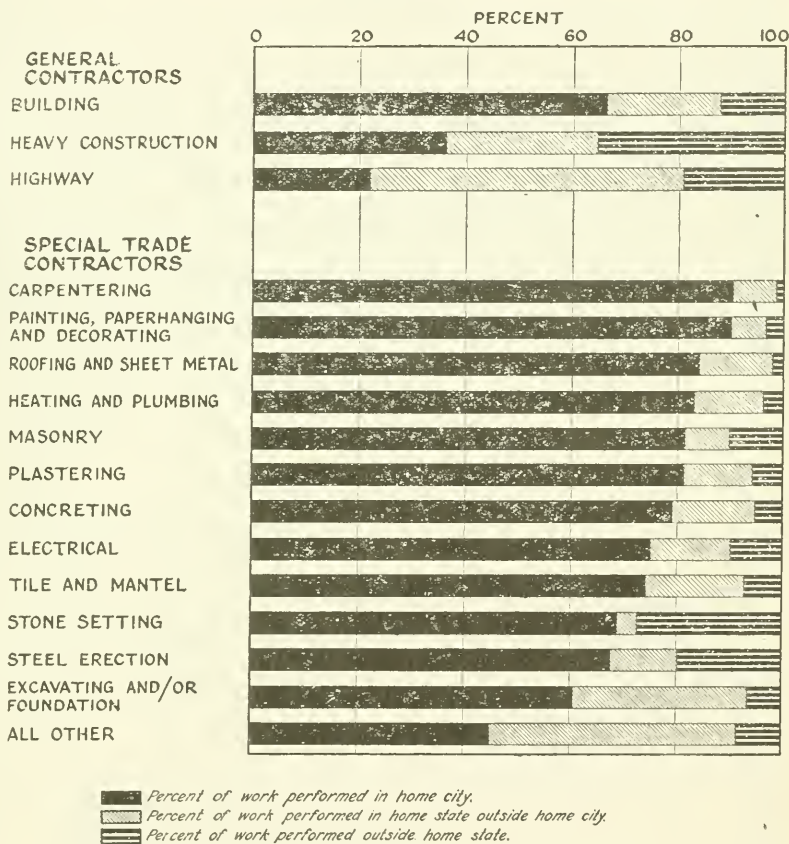 PERCENT
0 20 40 60 80 100
GENERAL
CONTRACTORS
BUILDING
HEAVY CONSTRUCTION
HIGHWAY
SPECIAL TRADE
CONTRACTORS
CARPENTERING
PAINTING, PAPERHANGING
AND DECORATING
ROOFING AND SHEET METAL
HEATING AND PLUMBING
MASONRY
PLASTERING
CONCRETING
ELECTRICAL
TILE AND MANTEL
STONE SETTING
STEEL ERECTION
EXCAVATING AND/OR
FOUNDATION
ALL OTHER
Percent of work performed in home city.
Percent of work performed in home state outside home city.
Percent of work performed outside home state.